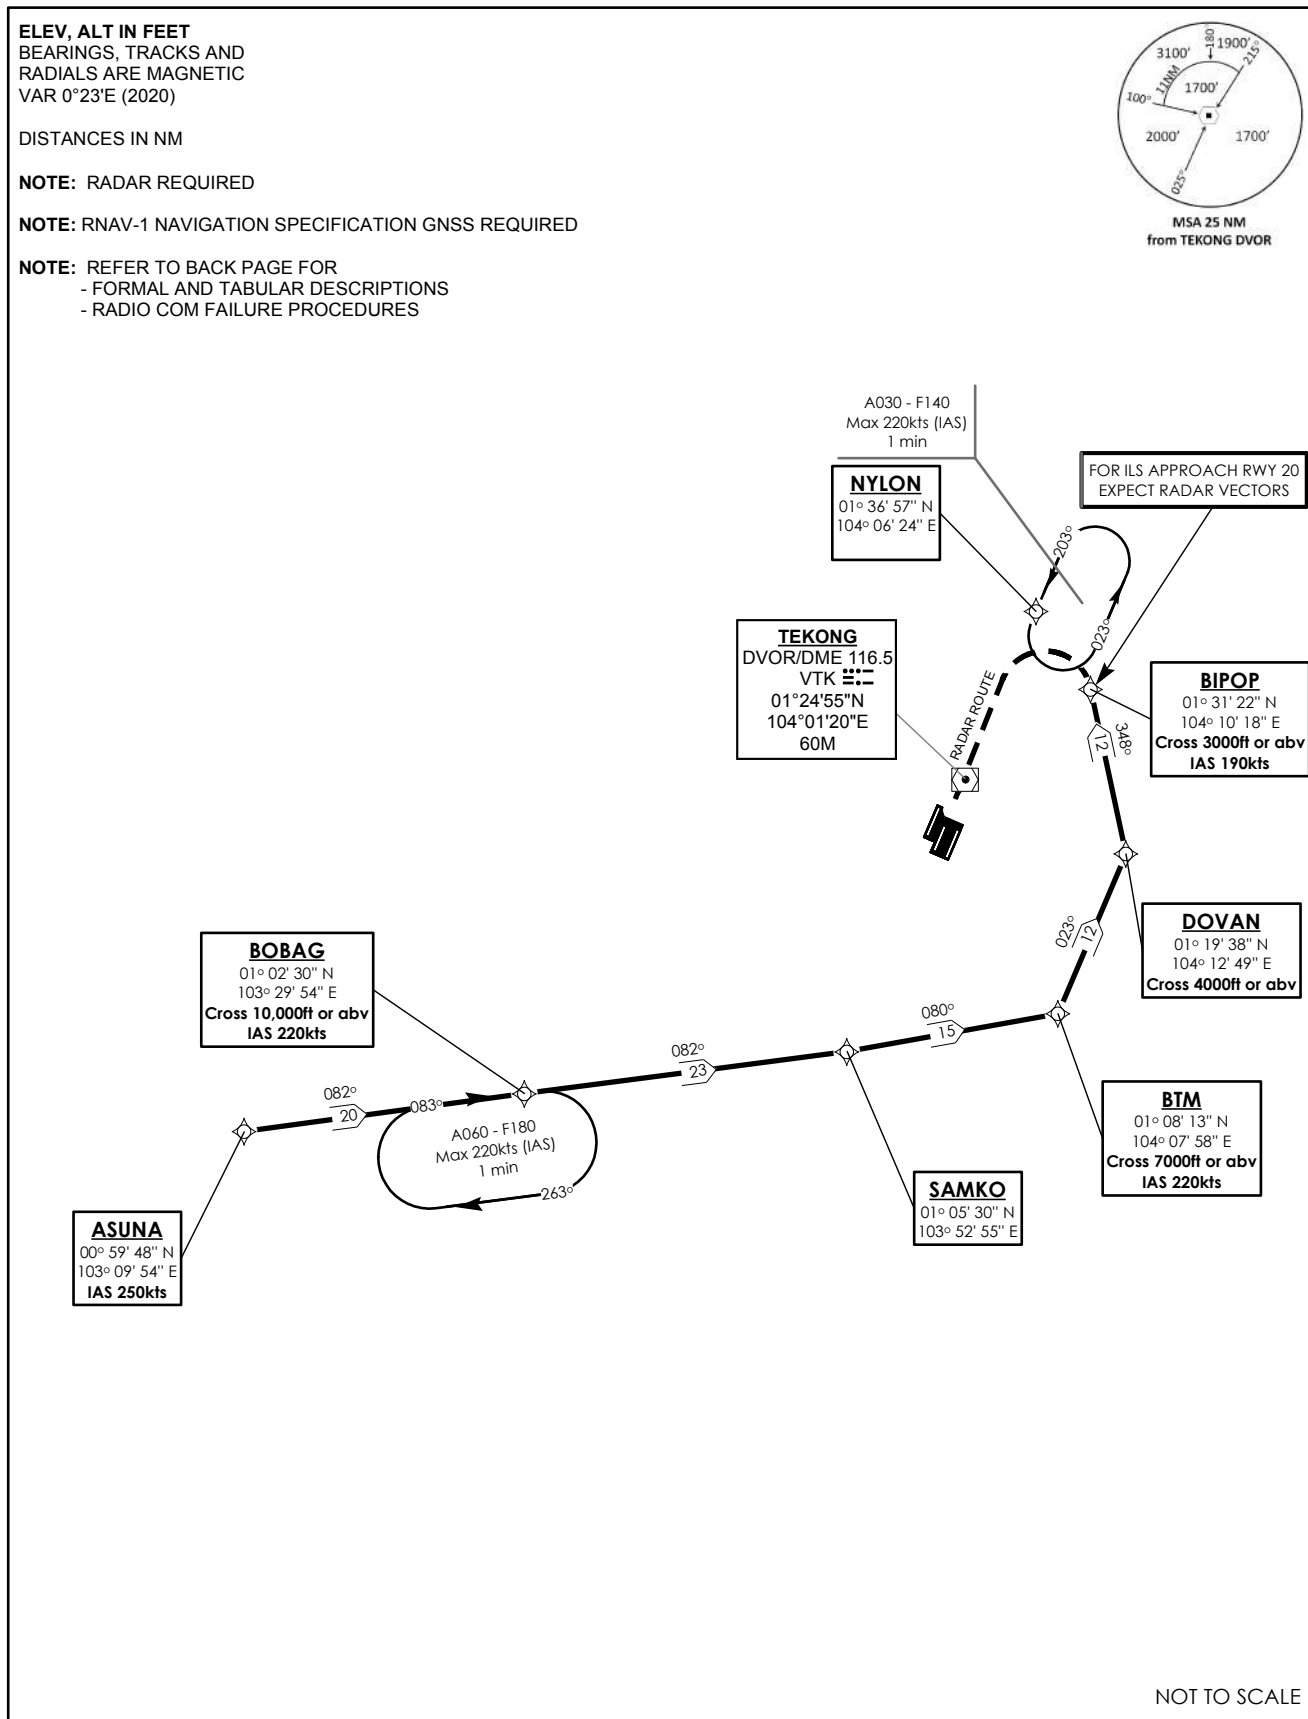 ELEV, ALT IN FEET
BEARINGS, TRACKS AND
RADIALS ARE MAGNETIC
VAR 0°23'E (2020)
DISTANCES IN NM
NOTE: RADAR REQUIRED
NOTE: RNAV-1 NAVIGATION SPECIFICATION GNSS REQUIRED
NOTE: REFER TO BACK PAGE FOR
- FORMAL AND TABULAR DESCRIPTIONS
- RADIO COM FAILURE PROCEDURES
3100'
180°
1900'
215°
11NM
1700'
100°
2000'
1700'
025°
MSA 25 NM
from TEKONG DVOR
A030 - F140
Max 220kts (IAS)
1 min
NYLON
01° 36' 57" N
104° 06' 24" E
FOR ILS APPROACH RWY 20
EXPECT RADAR VECTORS
203°
023°
TEKONG
DVOR/DME 116.5
VTK
01°24'55"N
104°01'20"E
60M
RADAR ROUTE
BIPOP
01° 31' 22" N
104° 10' 18" E
Cross 3000ft or abv
IAS 190kts
348°
12
DOVAN
01° 19' 38" N
104° 12' 49" E
Cross 4000ft or abv
023°
12
BOBAG
01° 02' 30" N
103° 29' 54" E
Cross 10,000ft or abv
IAS 220kts
080°
15
082°
23
082°
20
083°
A060 - F180
Max 220kts (IAS)
1 min
263°
BTM
01° 08' 13" N
104° 07' 58" E
Cross 7000ft or abv
IAS 220kts
SAMKO
01° 05' 30" N
103° 52' 55" E
ASUNA
00° 59' 48" N
103° 09' 54" E
IAS 250kts
NOT TO SCALE